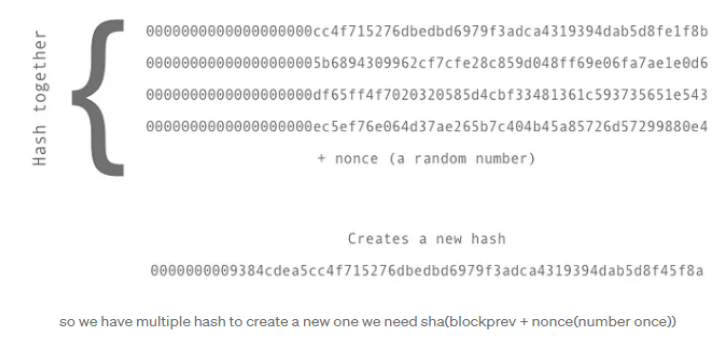 Hash together
0000000000000000000cc4f715276dbedbd6979f3adca4319394dab5d8fe1f8b
00000000000000000005b6894309962cf7cfe28c859d048ff69e06fa7ae1e0d6
0000000000000000000df65ff4f7020320585d4cbf33481361c593735651e543
0000000000000000000ec5ef76e064d37ae265b7c404b45a85726d57299880e4
+ nonce (a random number)
Creates a new hash
0000000009384cdea5cc4f715276dbedbd6979f3adca4319394dab5d8f45f8a
so we have multiple hash to create a new one we need sha(blockprev + nonce(number once))